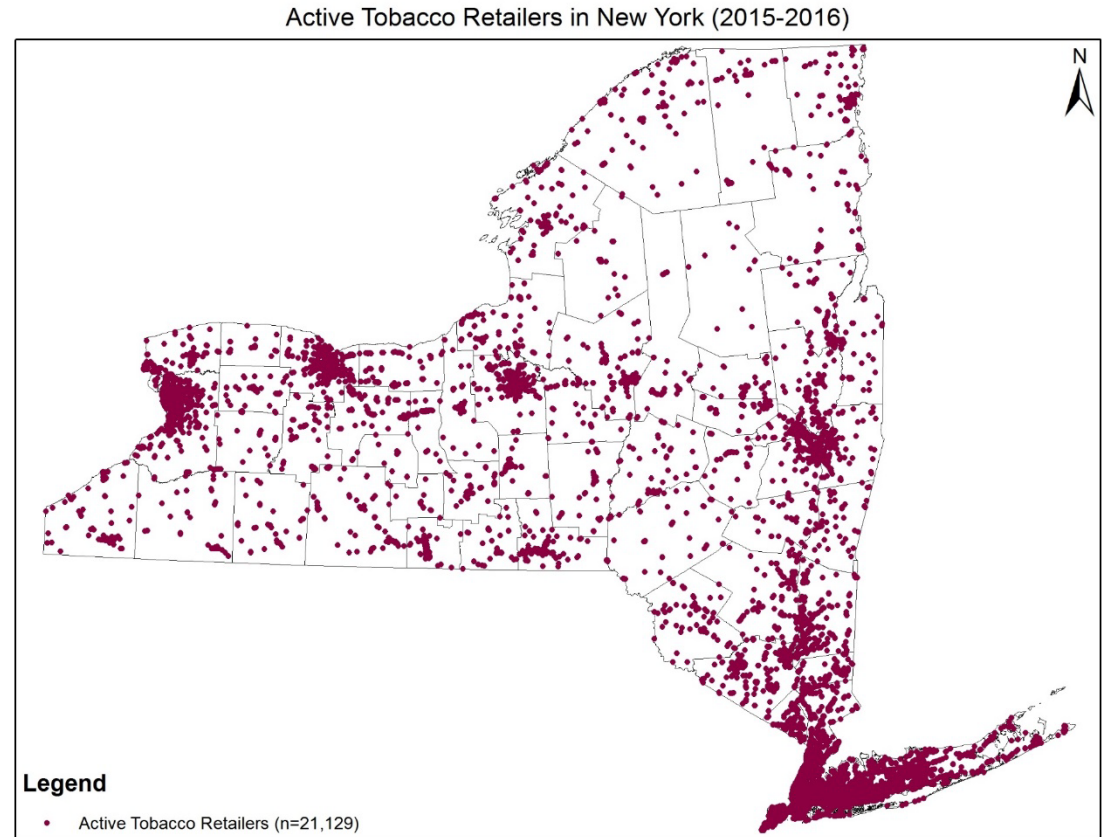 Active Tobacco Retailers in New York (2015-2016)
N
Legend
Active Tobacco Retailers (n=21,129)